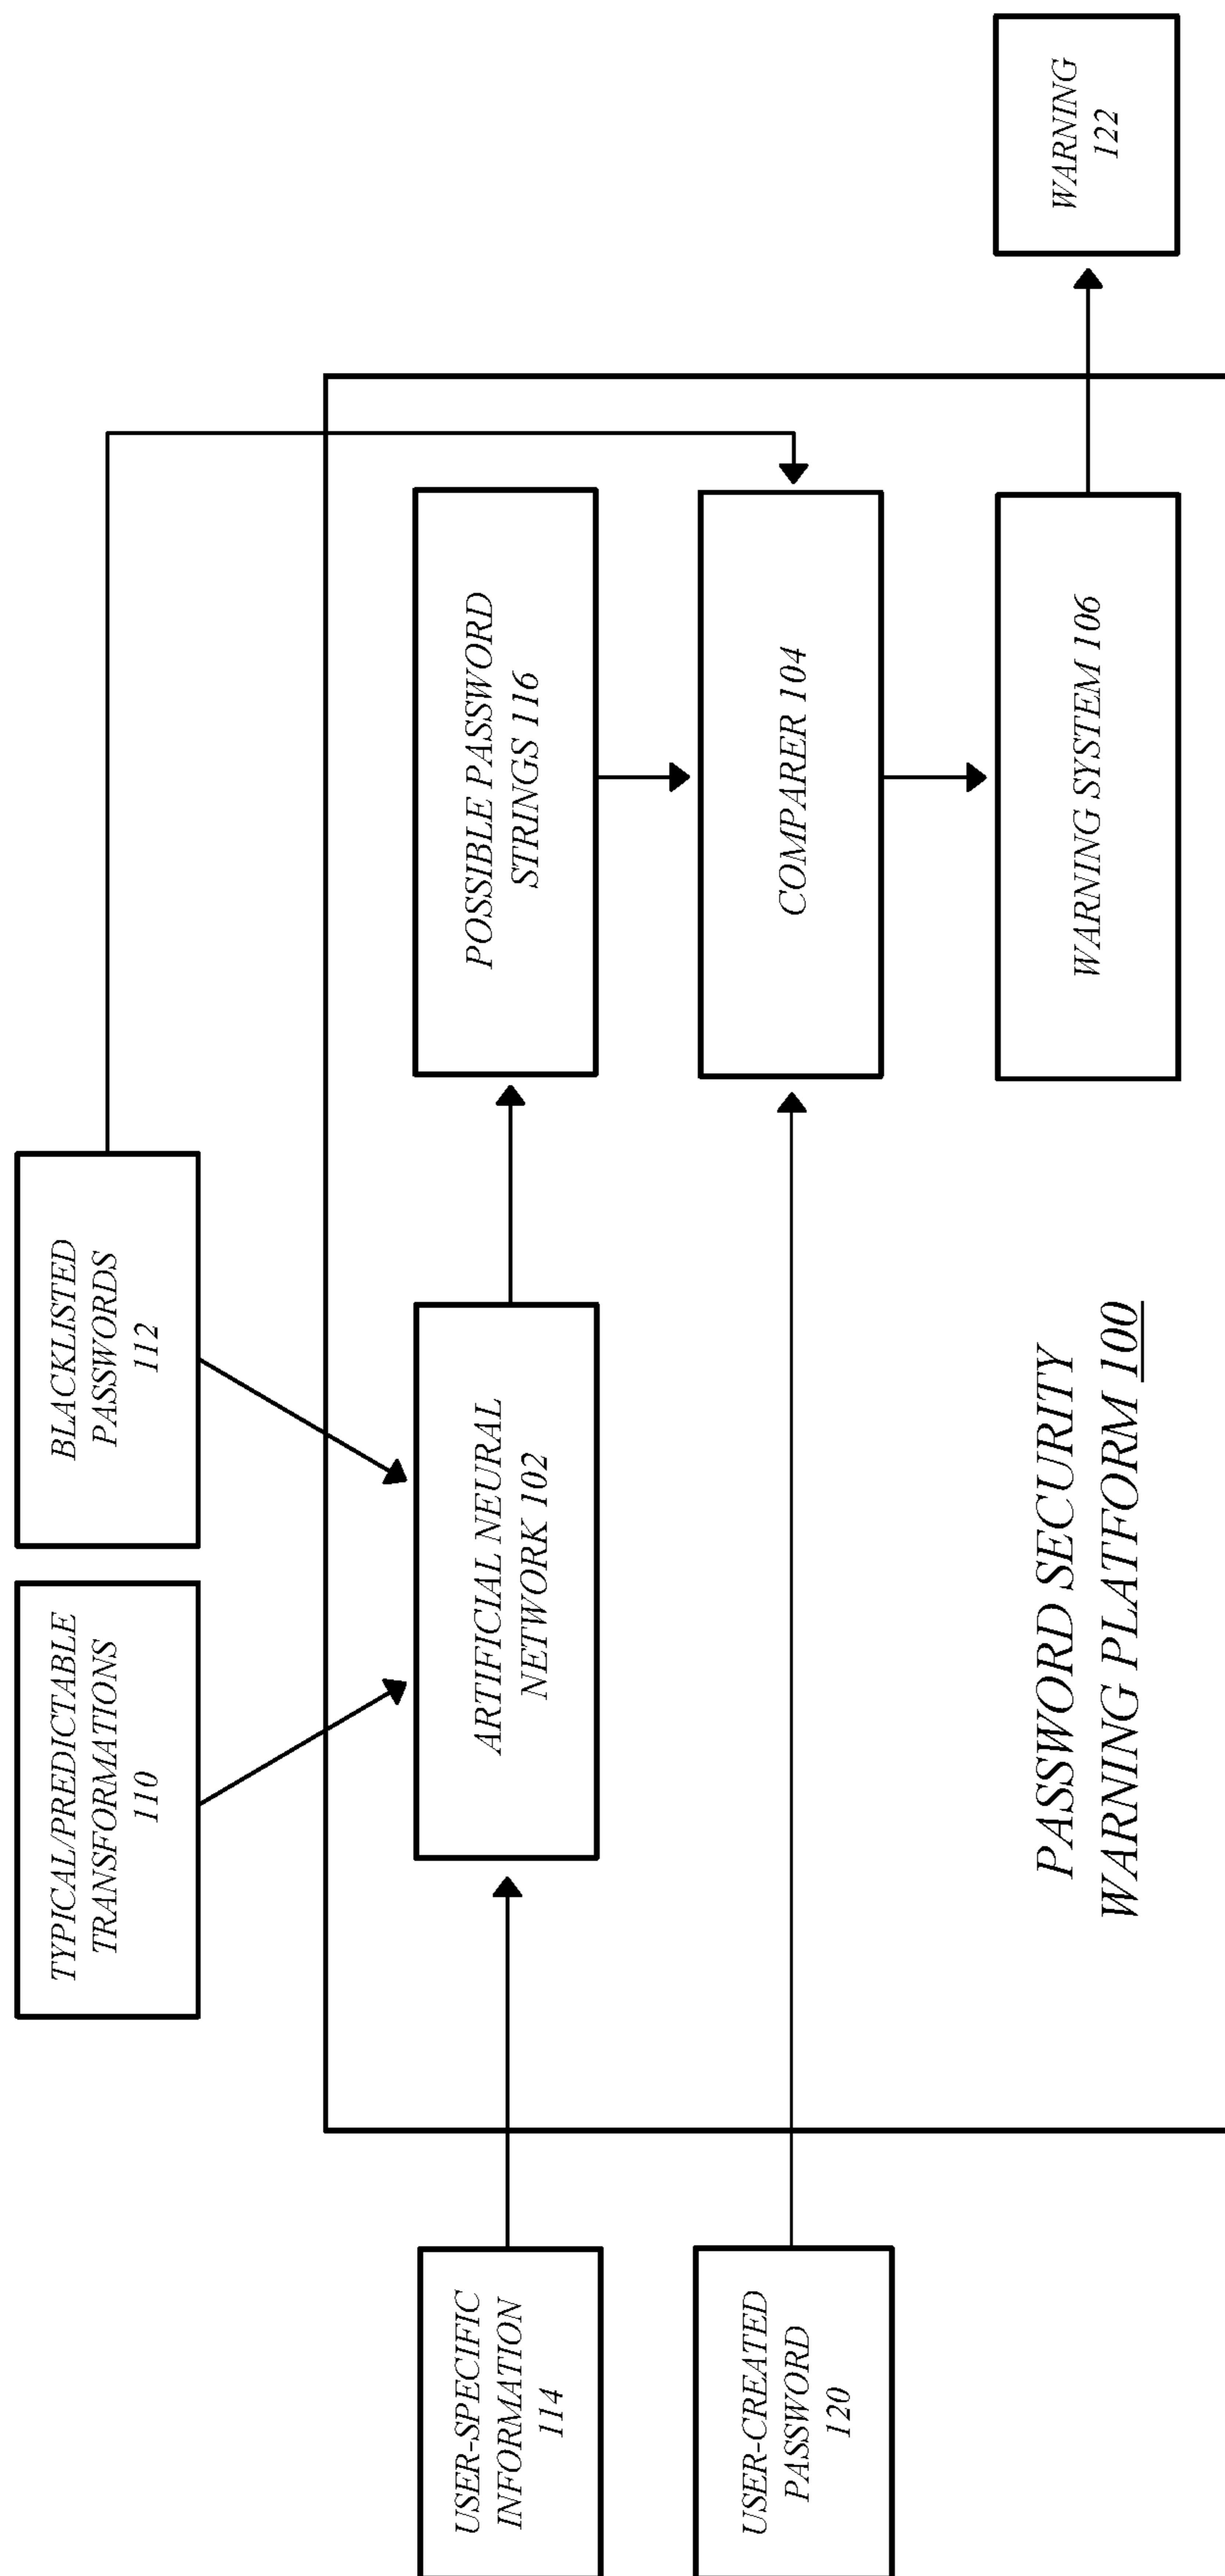 TYPICAL/PREDICTABLE
TRANSFORMATIONS
110
BLACKLISTED
PASSWORDS
112
USER-SPECIFIC
INFORMATION
114
ARTIFICIAL NEURAL
NETWORK 102
POSSIBLE PASSWORD
STRINGS 116
USER-CREATED
PASSWORD
120
COMPARER 104
PASSWORD SECURITY
WARNING PLATFORM 100
WARNING SYSTEM 106
WARNING
122